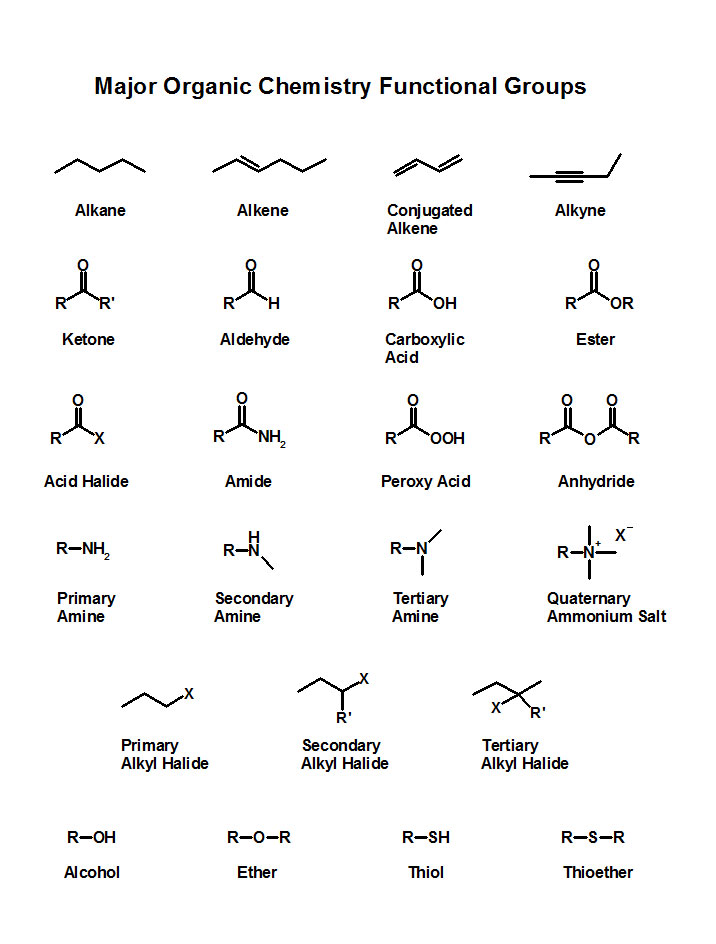 Major Organic Chemistry Functional Groups
Alkane Alkene Conjugated Alkyne
Alkene
O O O O
R R' R H R OH R OR
Ketone Aldehyde Carboxylic Ester
Acid
O O O O O
R X R NH2 R OOH R O R
Acid Halide Amide Peroxy Acid Anhydride
H X−
R–NH2 R–N R–N R–N+
Primary Secondary Tertiary Quaternary
Amine Amine Amine Ammonium Salt
X X
X R' R'
Primary Secondary Tertiary
Alkyl Halide Alkyl Halide Alkyl Halide
R–OH R–O–R R–SH R–S–R
Alcohol Ether Thiol Thioether